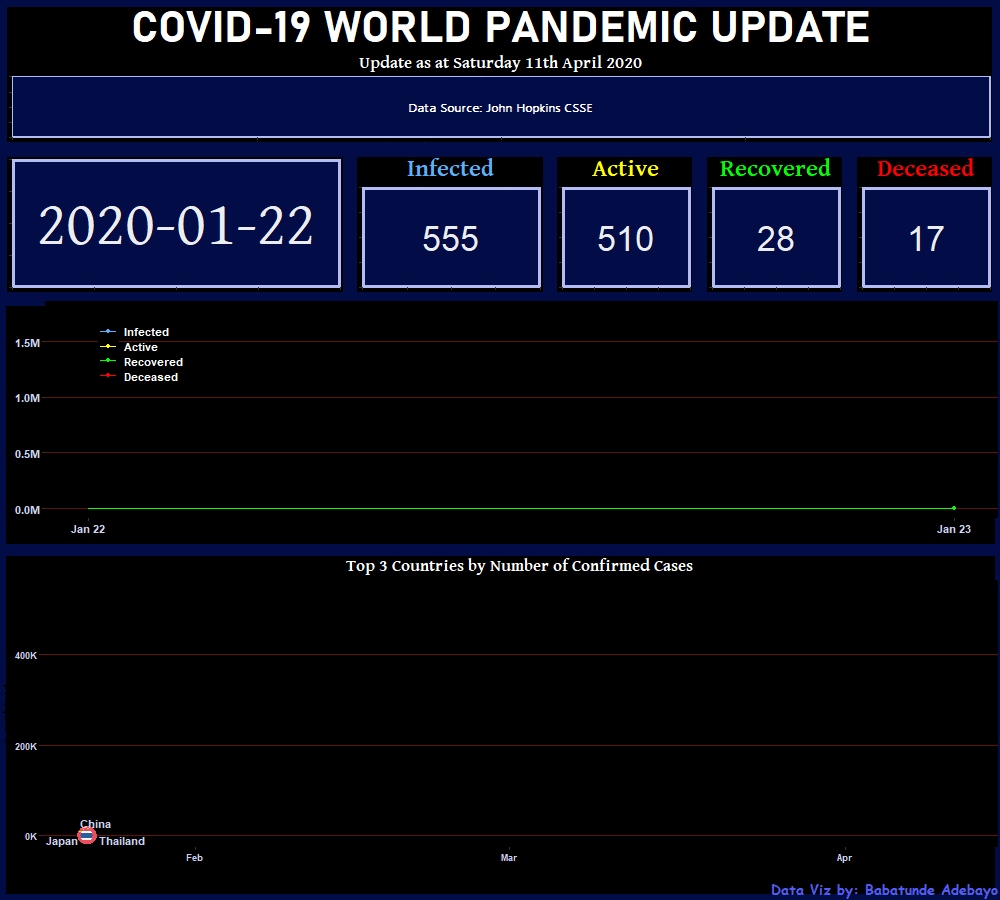 COVID-19 WORLD PANDEMIC UPDATE
Update as at Saturday 11th April 2020
Data Source: John Hopkins CSSE
Infected Active Recovered Deceased
2020-01-22 555 510 28 17
Infected
Active
Recovered
Deceased
1.5M
1.0M
0.5M
0.0M
Jan 22 Jan 23
Top 3 Countries by Number of Confirmed Cases
400K
200K
China
0K
Japan Thailand
Feb Mar Apr
Data Viz by: Babatunde Adebayo